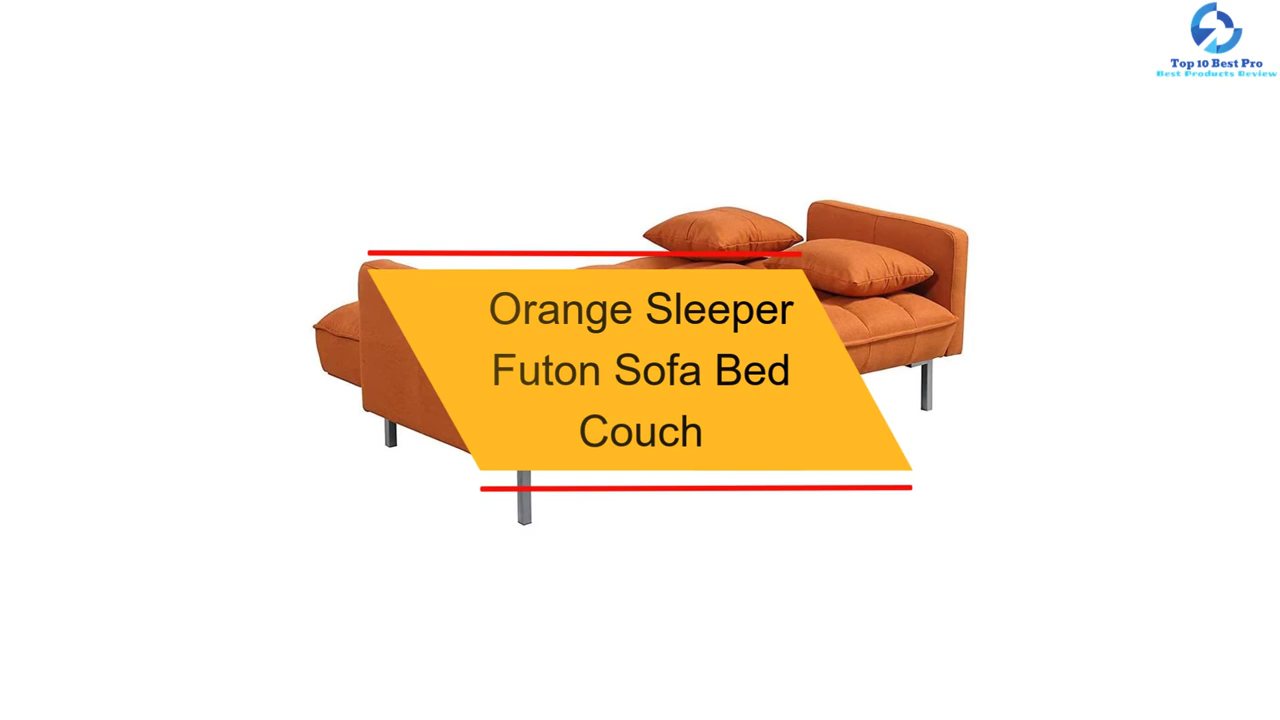 Top 10 Best Pro
Best Products Review
Orange Sleeper
Futon Sofa Bed
Couch